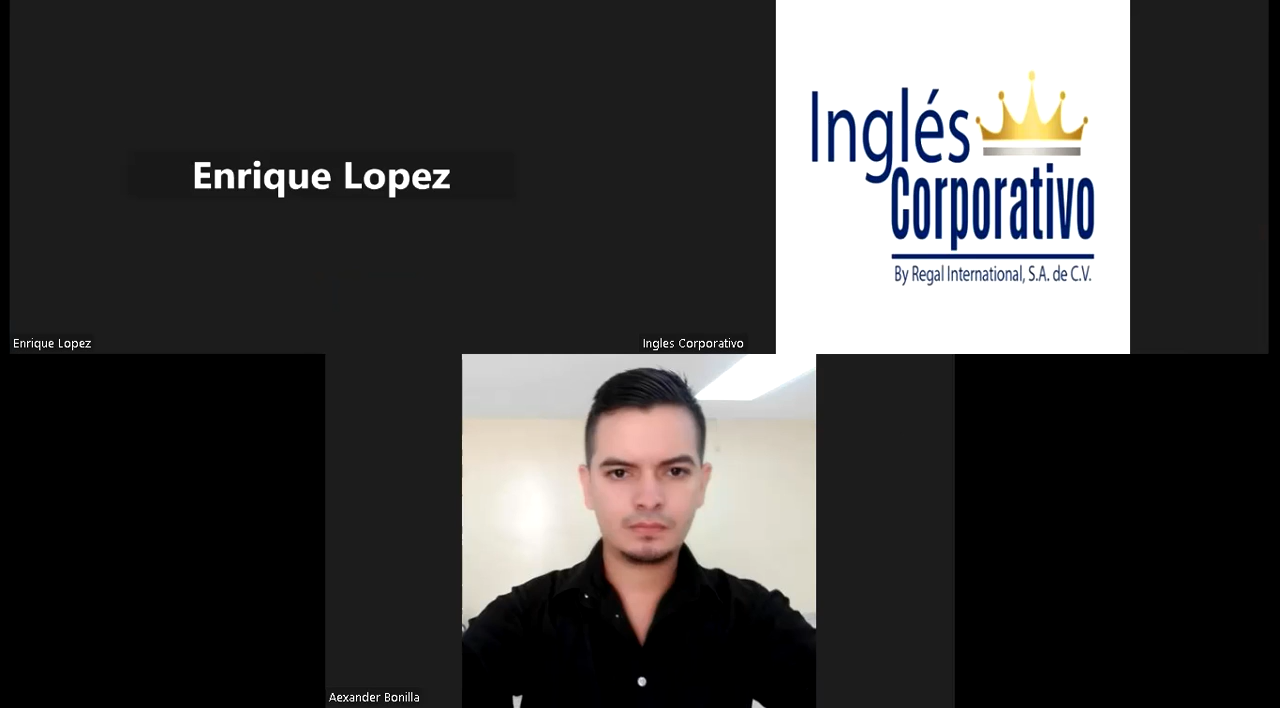 Enrique Lopez
Inglés
Corporativo
By Regal International, S.A. de C.V.
Enrique Lopez
Ingles Corporativo
Aexander Bonilla